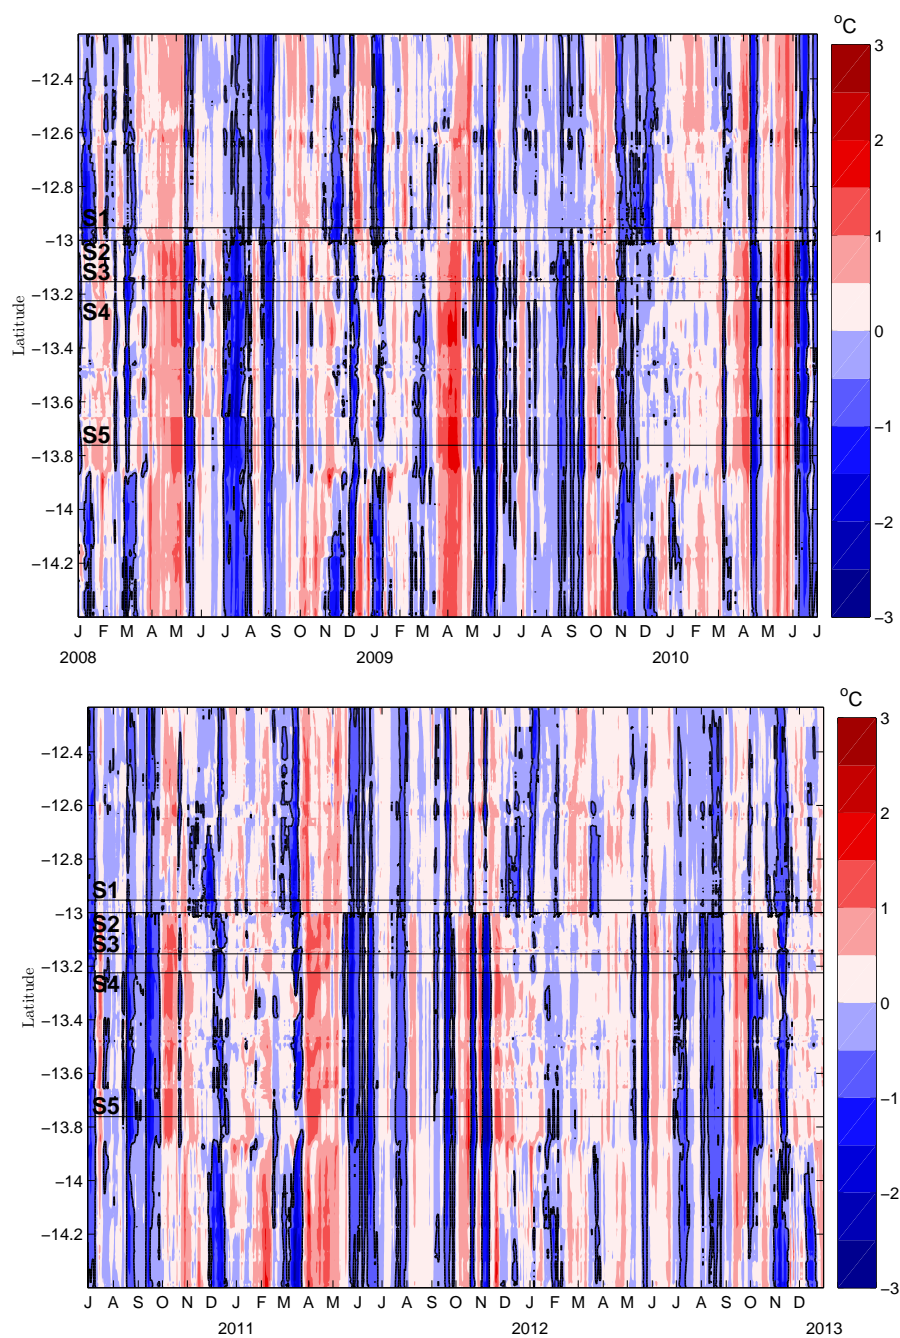 °C
3
2
1
0
−1
−2
−3
−12.4
−12.6
−12.8
−13
−13.2
−13.4
−13.6
−13.8
−14
−14.2
Latitude
S1
S2
S3
S4
S5
J F M A M J J A S O N D J F M A M J J A S O N D J F M A M J J
2008 2009 2010
°C
3
2
1
0
−1
−2
−3
−12.4
−12.6
−12.8
−13
−13.2
−13.4
−13.6
−13.8
−14
−14.2
Latitude
S1
S2
S3
S4
S5
J A S O N D J F M A M J J A S O N D J F M A M J J A S O N D
2011 2012 2013